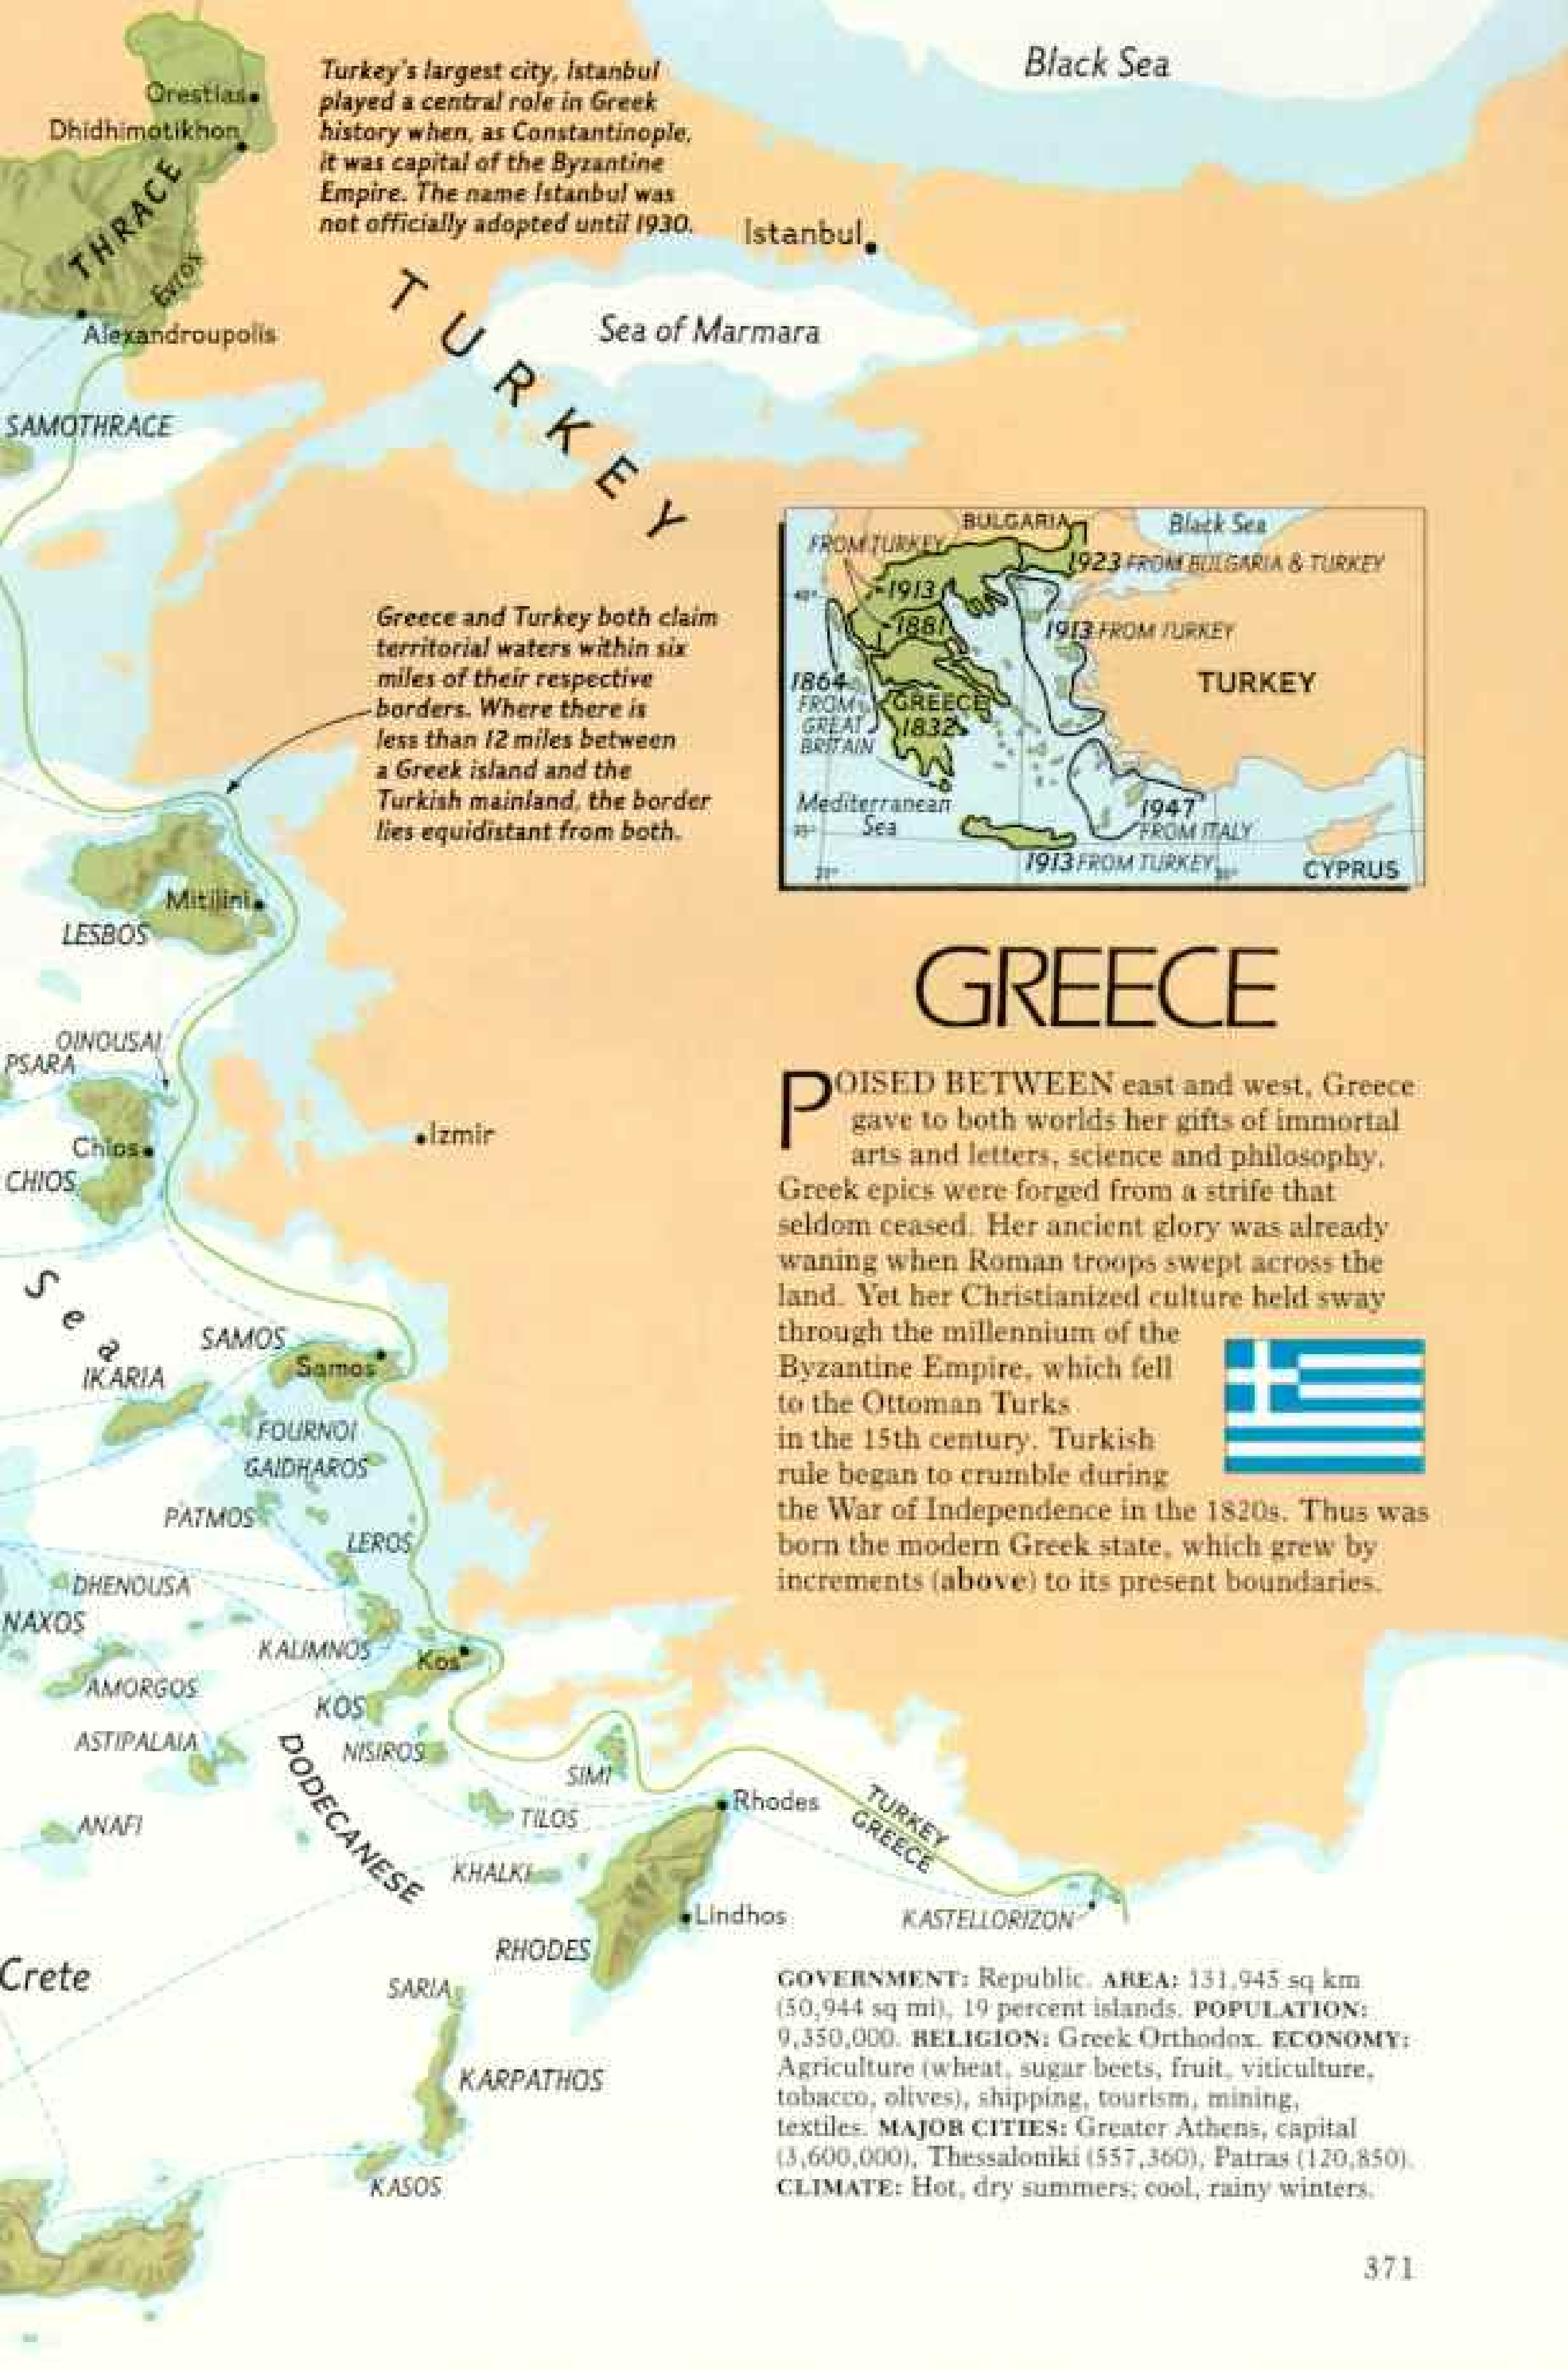 Black Sea
Turkey's largest city, Istanbul
played a central role in Greek
history when, as Constantinople,
it was capital of the Byzantine
Empire. The name Istanbul was
not officially adopted until 1930.
Orestias
Dhidhimotikhon
THRACE
Evros
Alexandroupolis
Istanbul
Sea of Marmara
TURKEY
SAMOTHRACE
Greece and Turkey both claim
territorial waters within six
miles of their respective
borders. Where there is
less than 12 miles between
a Greek island and the
Turkish mainland, the border
lies equidistant from both.
BULGARIA
Black Sea
FROM TURKEY
1923 FROM BULGARIA & TURKEY
40°
1913
1881
1913 FROM TURKEY
TURKEY
1864
FROM
GREAT
BRITAIN
GREECE
1832
Mediterranean
Sea
1947
FROM ITALY
35°
1913 FROM TURKEY
CYPRUS
Mitilini
LESBOS
OINOUSAI
PSARA
Chios
CHIOS
Izmir
Sea
SAMOS
Samos
IKARIA
FOURNOI
GAIDHAROS
PATMOS
LEROS
DHENOUSA
NAXOS
KALIMNOS
Kos
AMORGOS
KOS
ASTIPALAIA
NISIROS
DODECANESE
SIMI
TILOS
ANAFI
KHALKI
Rhodes
TURKEY
GREECE
Lindhos
KASTELLORIZON
RHODES
Crete
SARIA
KARPATHOS
KASOS
GREECE
POISED BETWEEN east and west, Greece
gave to both worlds her gifts of immortal
arts and letters, science and philosophy.
Greek epics were forged from a strife that
seldom ceased. Her ancient glory was already
waning when Roman troops swept across the
land. Yet her Christianized culture held sway
through the millennium of the
Byzantine Empire, which fell
to the Ottoman Turks
in the 15th century. Turkish
rule began to crumble during
the War of Independence in the 1820s. Thus was
born the modern Greek state, which grew by
increments (above) to its present boundaries.
GOVERNMENT: Republic. AREA: 131,945 sq km
(50,944 sq mi), 19 percent islands. POPULATION:
9,350,000. RELIGION: Greek Orthodox. ECONOMY:
Agriculture (wheat, sugar beets, fruit, viticulture,
tobacco, olives), shipping, tourism, mining,
textiles. MAJOR CITIES: Greater Athens, capital
(3,600,000), Thessaloniki (557,360), Patras (120,850).
CLIMATE: Hot, dry summers; cool, rainy winters.
371